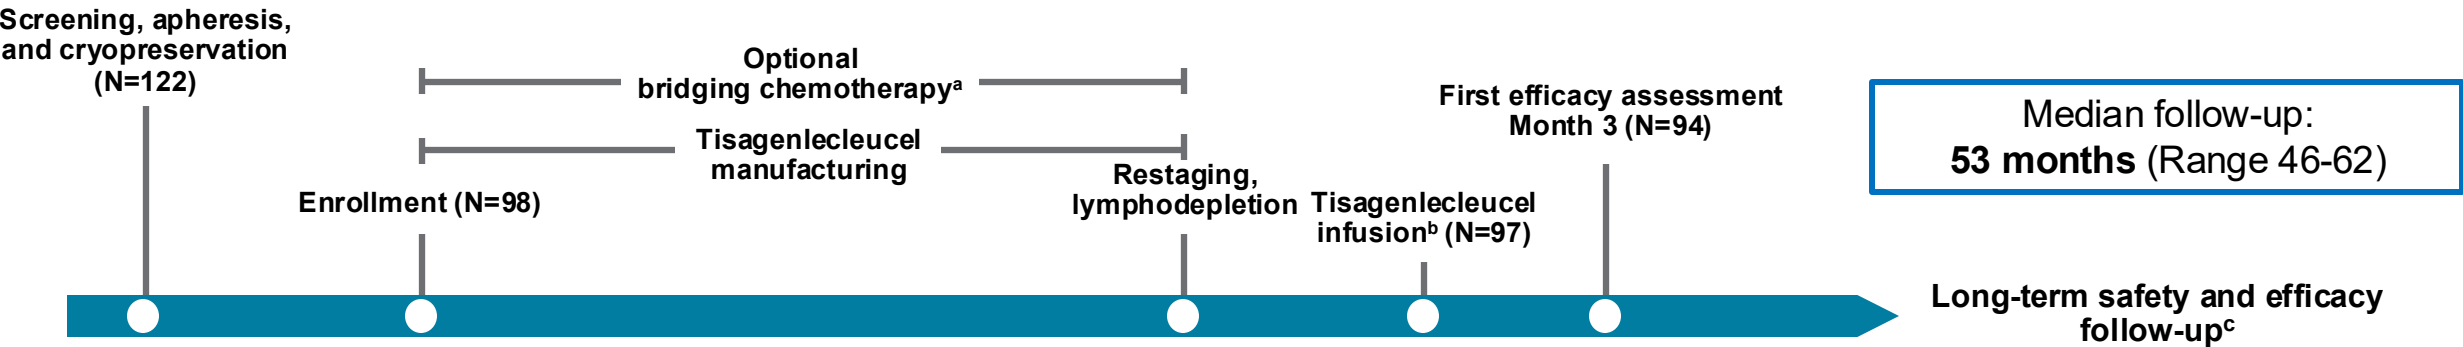 Screening, apheresis,
and cryopreservation
(N=122)
Optional
bridging chemotherapyᵃ
Tisagenlecleucel
manufacturing
Enrollment (N=98)
Restaging,
lymphodepletion
Tisagenlecleucel
infusionᵇ (N=97)
First efficacy assessment
Month 3 (N=94)
Median follow-up:
53 months (Range 46-62)
Long-term safety and efficacy
follow-upᶜ